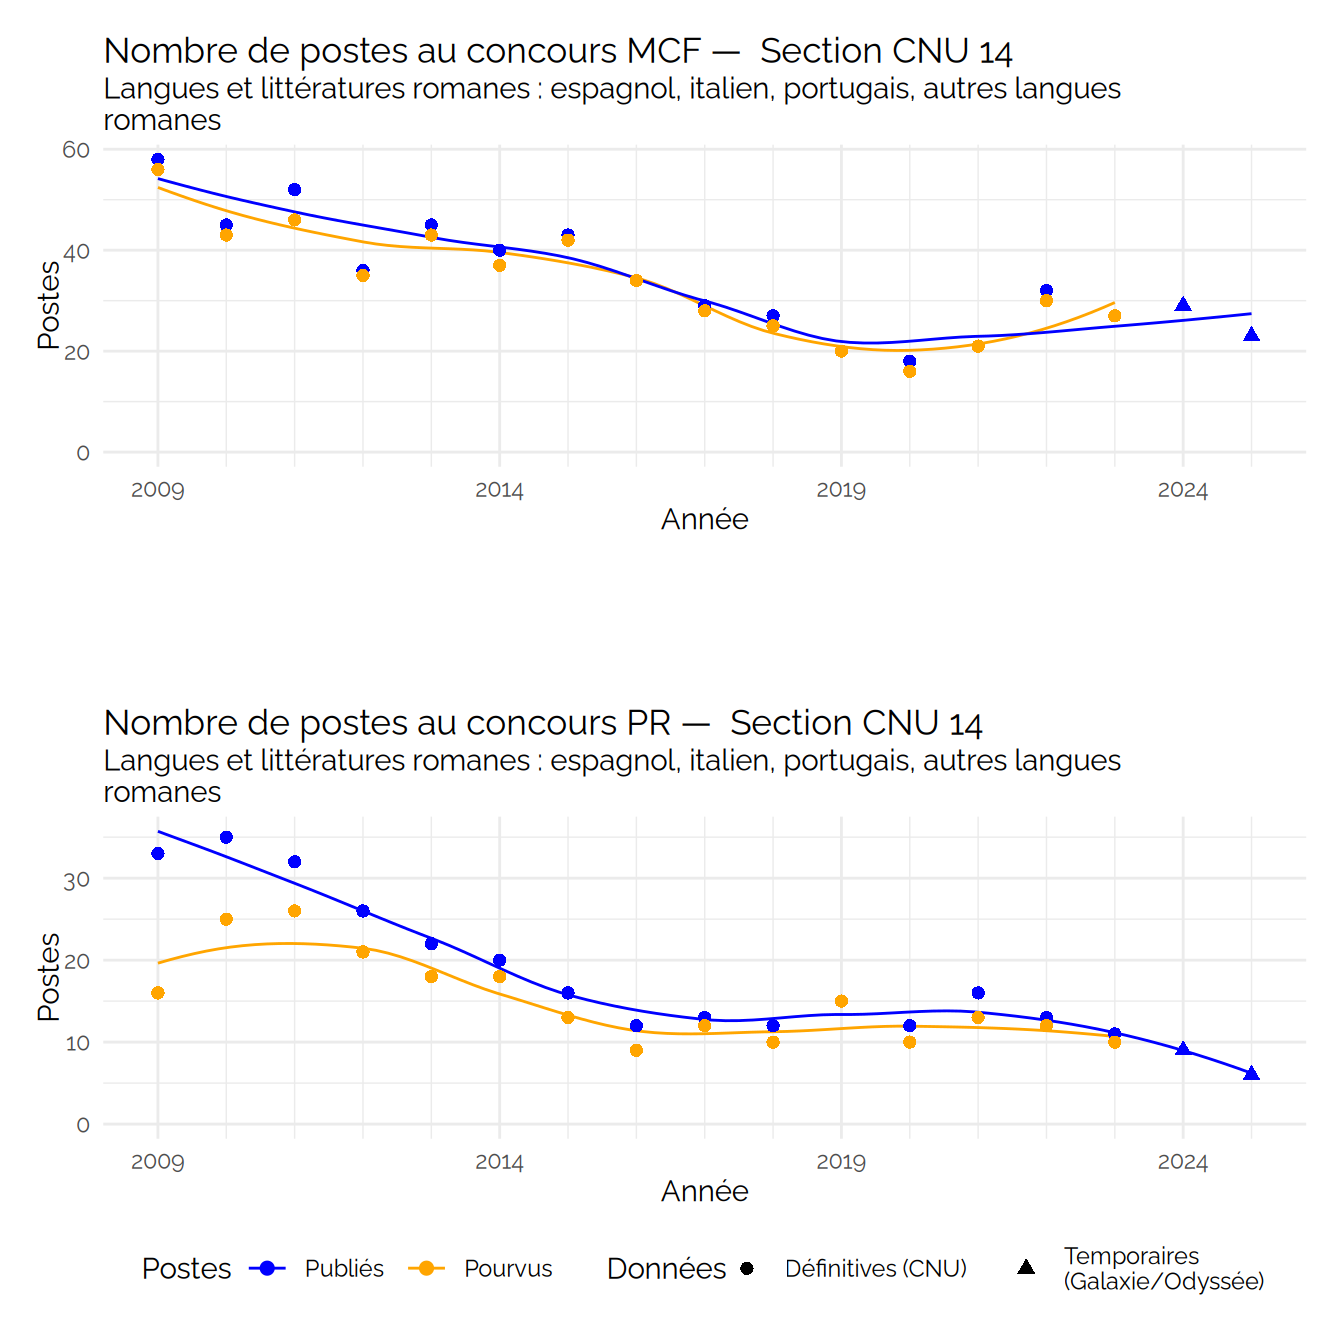 Nombre de postes au concours MCF — Section CNU 14
Langues et littératures romanes : espagnol, italien, portugais, autres langues
romanes
60
40
20
0
Postes
2009 2014 2019 2024
Année
Nombre de postes au concours PR — Section CNU 14
Langues et littératures romanes : espagnol, italien, portugais, autres langues
romanes
30
20
10
0
Postes
2009 2014 2019 2024
Année
Postes Publiés Pourvus Données Définitives (CNU) Temporaires
(Galaxie/Odyssée)